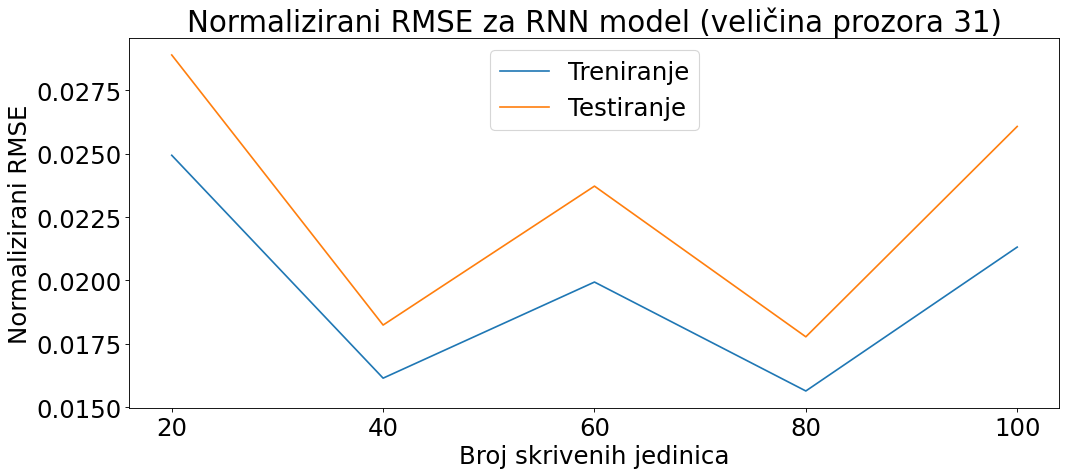 Normalizirani RMSE za RNN model (veličina prozora 31)
Treniranje
Testiranje
Normalizirani RMSE
0.0275
0.0250
0.0225
0.0200
0.0175
0.0150
20 40 60 80 100
Broj skrivenih jedinica